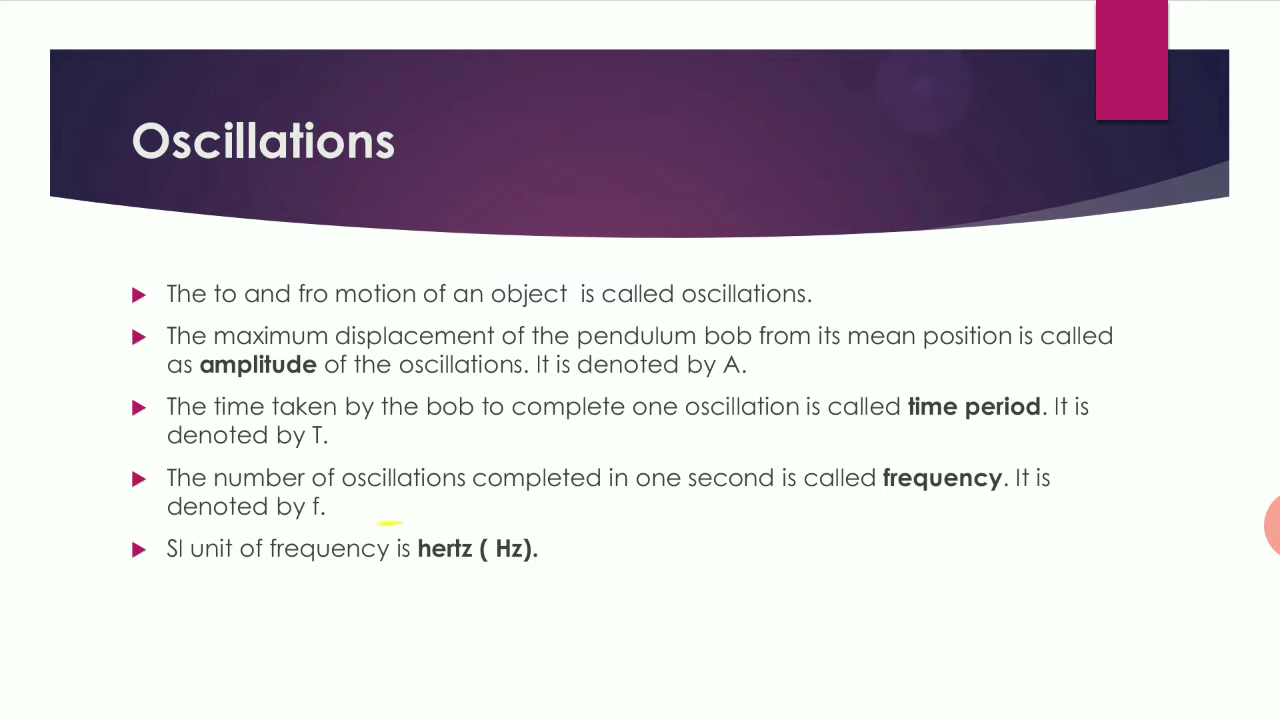 Oscillations
The to and fro motion of an object  is called oscillations.
The maximum displacement of the pendulum bob from its mean position is called
as amplitude of the oscillations. It is denoted by A.
The time taken by the bob to complete one oscillation is called time period. It is
denoted by T.
The number of oscillations completed in one second is called frequency. It is
denoted by f.
SI unit of frequency is hertz ( Hz).